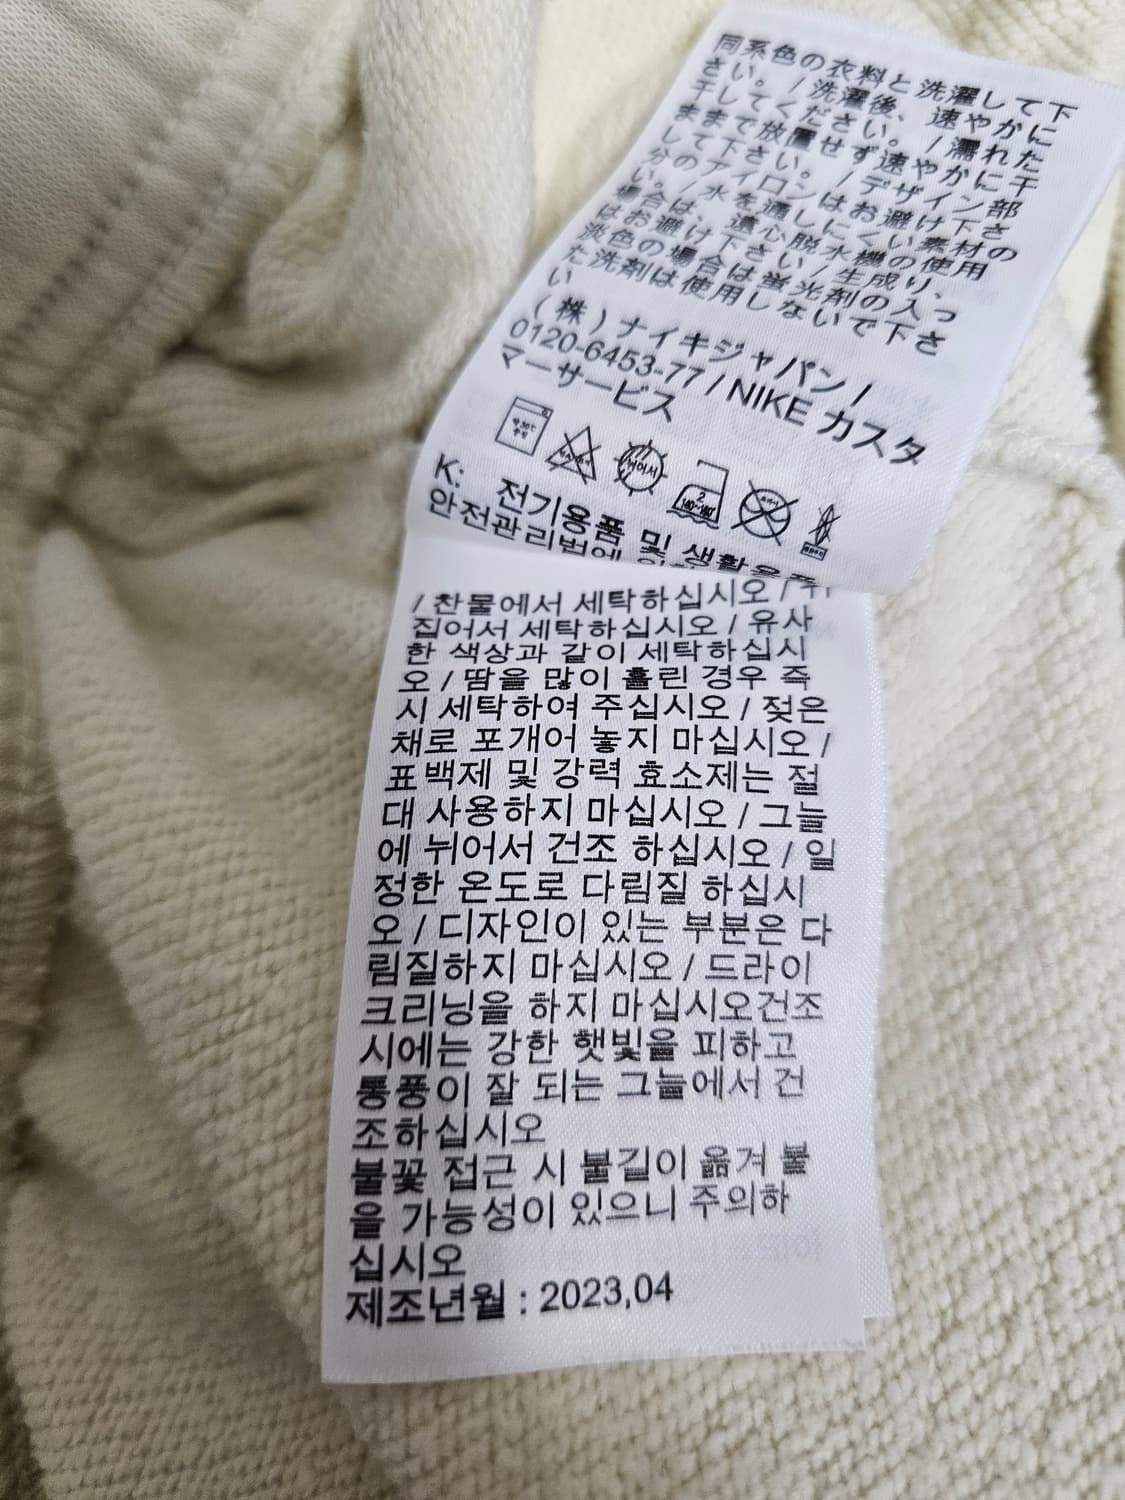 同系色の衣料と洗濯して下
さい。 / 洗濯後、速やかに
干してください。 / 濡れた
ままで放置せず速やかに干
して下さい。 / デザイン部
分のアイロンはお避け下さ
い。 / 水を通しにくい素材の
場合は、遠心脱水機の使用
はお避け下さい / 生成り、
淡色の場合は蛍光剤の入っ
た洗剤は使用しないで下さ
い
(株) ナイキジャパン /
0120-6453-77 / NIKE カスタ
マーサービス
K: 전기용품 및 생활용품
안전관리법에
/ 찬물에서 세탁하십시오 / 뒤
집어서 세탁하십시오 / 유사
한 색상과 같이 세탁하십시
오 / 땀을 많이 흘린 경우 즉
시 세탁하여 주십시오 / 젖은
채로 포개어 놓지 마십시오 /
표백제 및 강력 효소제는 절
대 사용하지 마십시오 / 그늘
에 뉘어서 건조 하십시오 / 일
정한 온도로 다림질 하십시
오 / 디자인이 있는 부분은 다
림질하지 마십시오 / 드라이
크리닝을 하지 마십시오건조
시에는 강한 햇빛을 피하고
통풍이 잘 되는 그늘에서 건
조하십시오
불꽃 접근 시 불길이 옮겨 붙
을 가능성이 있으니 주의하
십시오
제조년월 : 2023,04